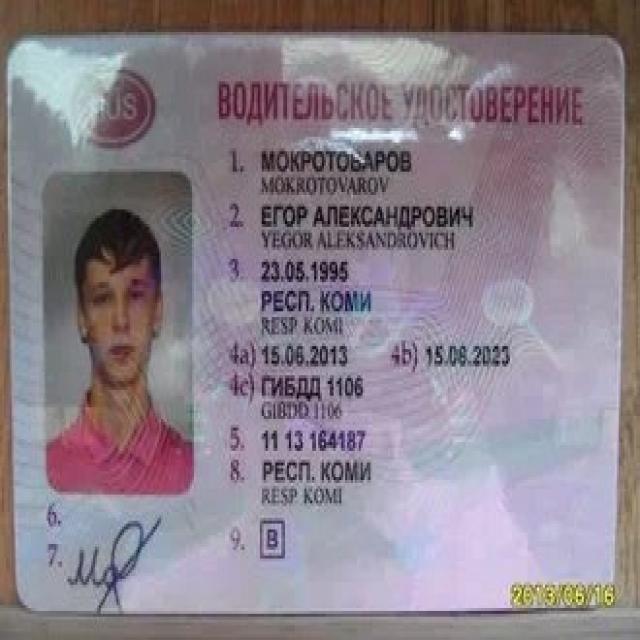 RUS
ВОДИТЕЛЬСКОЕ УДОСТОВЕРЕНИЕ
1. МОКРОТОВАРОВ
MOKROTOVAROV
2. ЕГОР АЛЕКСАНДРОВИЧ
YEGOR ALEKSANDROVICH
3. 23.05.1995
РЕСП. КОМИ
RESP KOMI
4a) 15.06.2013 4b) 15.06.2023
4c) ГИБДД 1106
GIBDD 1106
5. 11 13 164187
8. РЕСП. КОМИ
RESP KOMI
6.
7.
9. B
2013/06/16